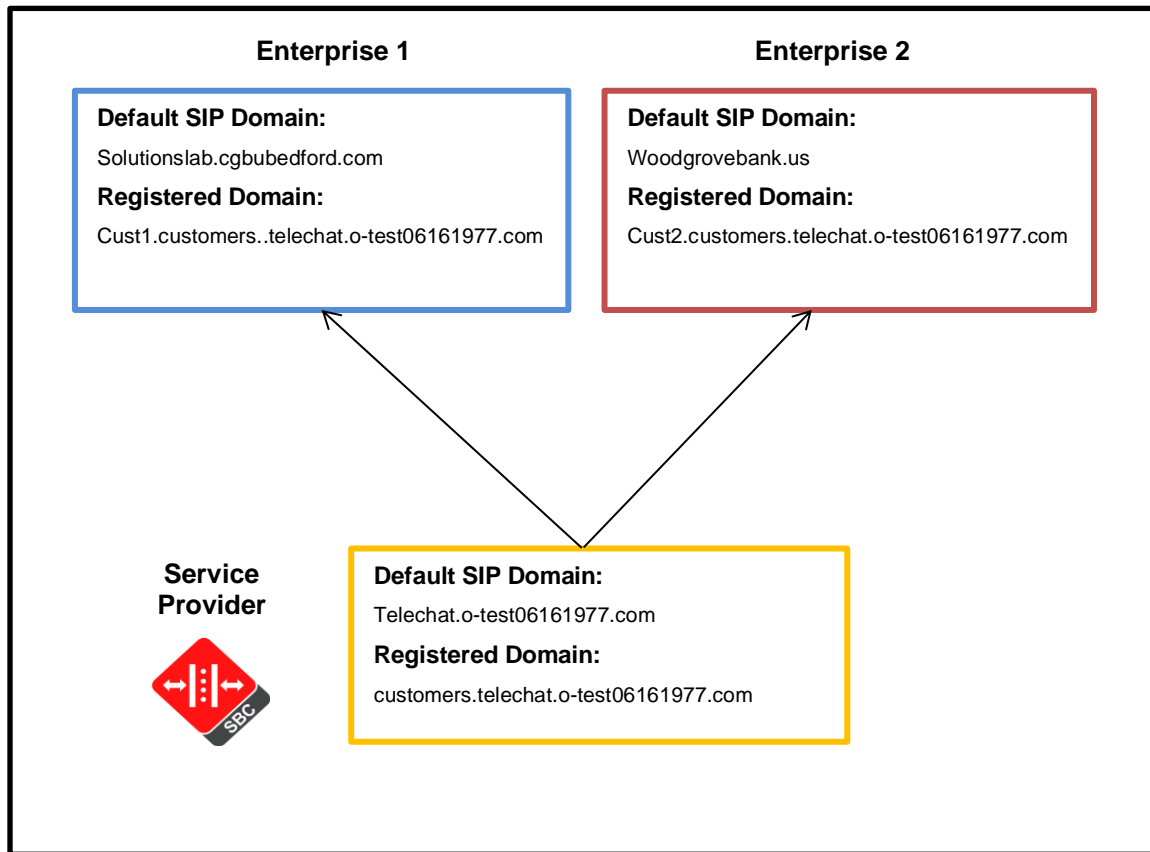 Enterprise 1
Enterprise 2
Default SIP Domain:
Solutionslab.cgbubedford.com
Registered Domain:
Cust1.customers..telechat.o-test06161977.com
Default SIP Domain:
Woodgrovebank.us
Registered Domain:
Cust2.customers.telechat.o-test06161977.com
Service
Provider
SBC
Default SIP Domain:
Telechat.o-test06161977.com
Registered Domain:
customers.telechat.o-test06161977.com